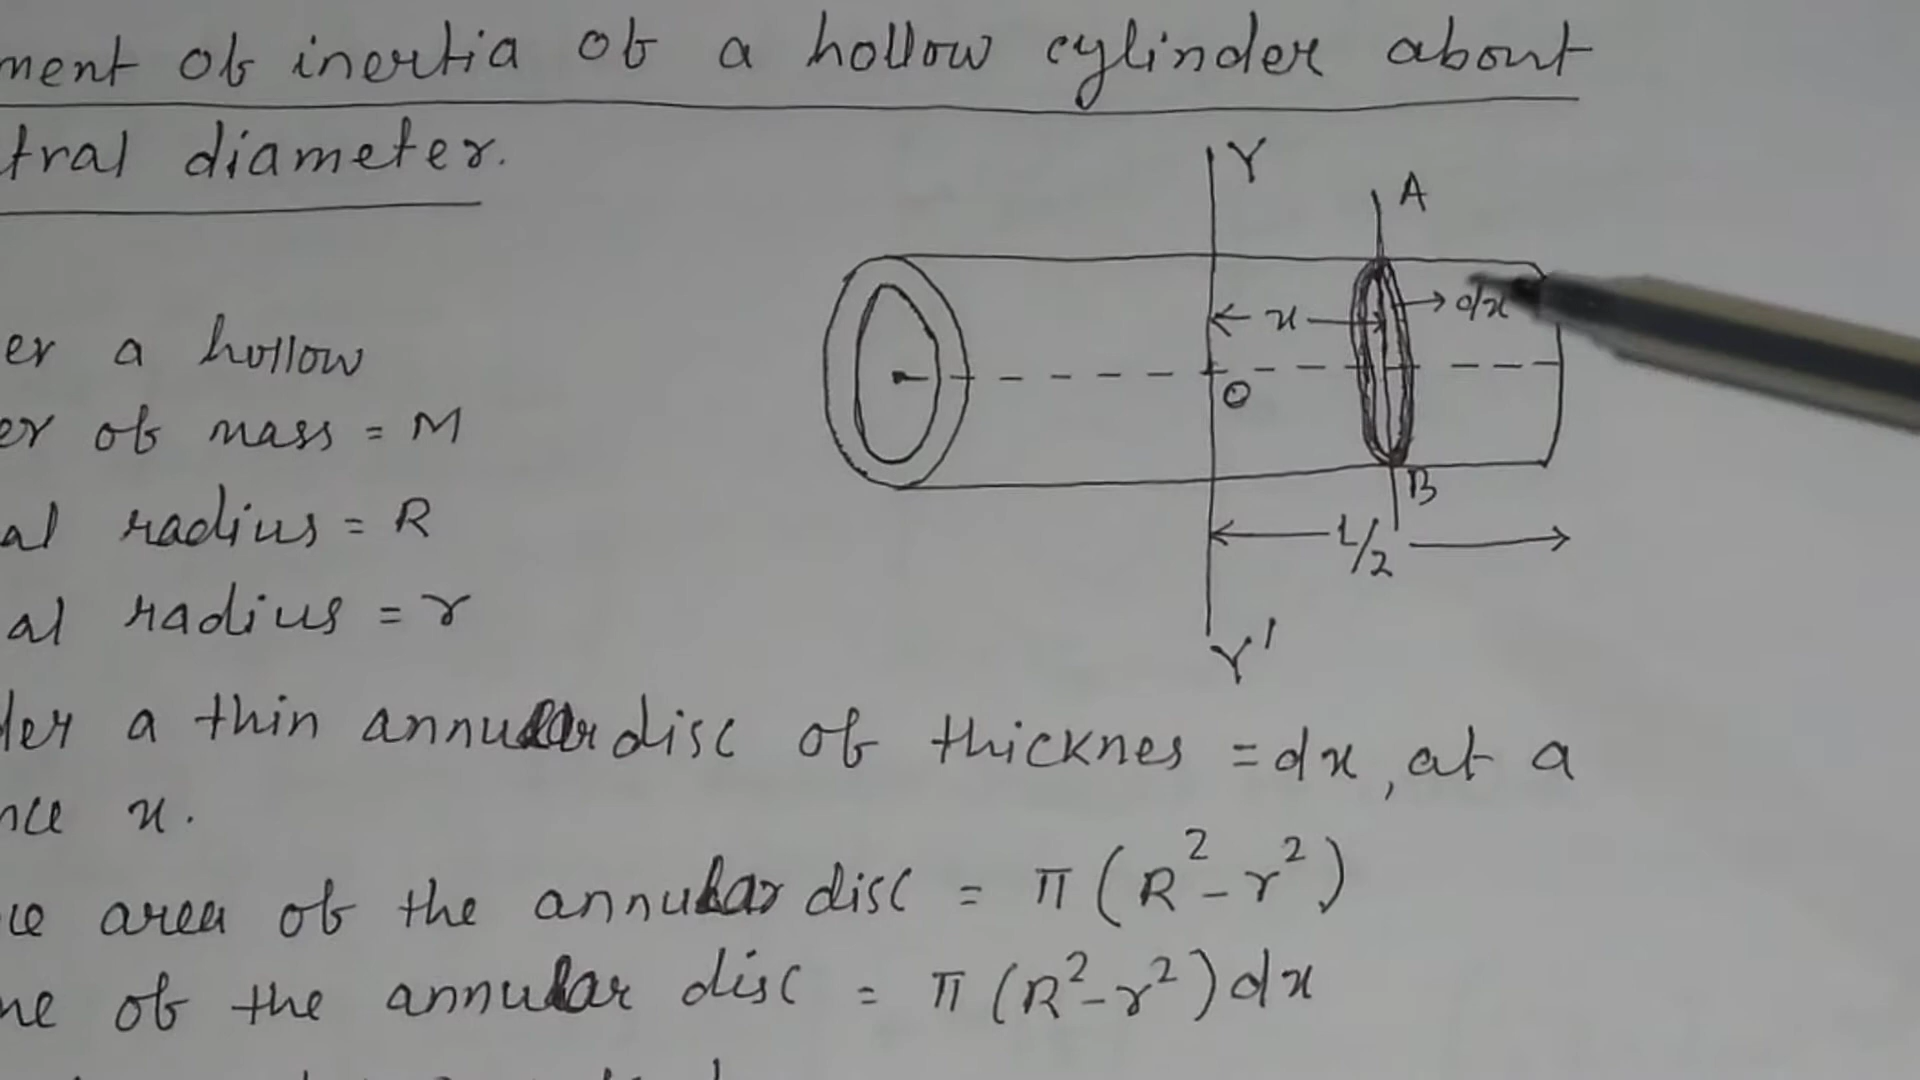 ment of inertia of a hollow cylinder about
tral diameter.
Y
A
x
dx
O
B
L/2
Y'
er a hollow
er of mass = M
al radius = R
al radius = r
der a thin annular disc of thicknes = dx, at a
nce x.
ce area of the annular disc = π (R² - r²)
me of the annular disc = π (R² - r²) dx